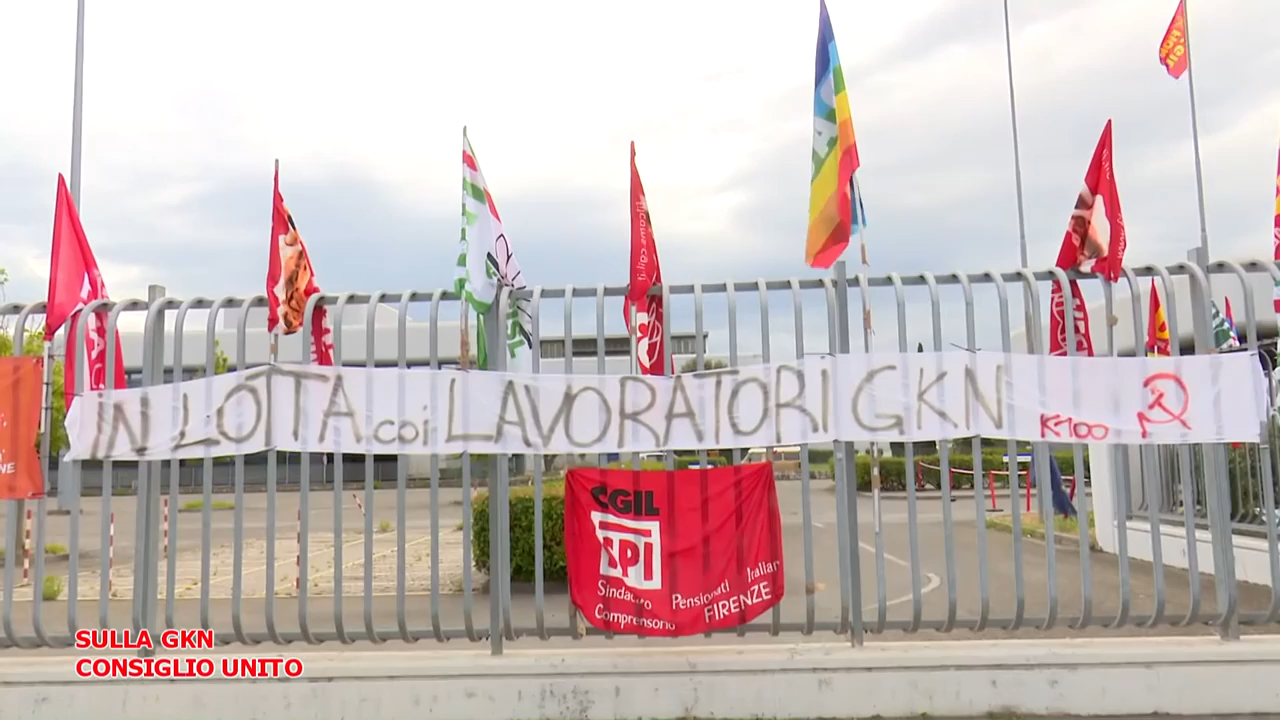 IN LOTTA coi LAVORATORI GKN K100
CGIL
SPI
Sindacato Pensionati Italiani
Comprensorio FIRENZE
SULLA GKN
CONSIGLIO UNITO